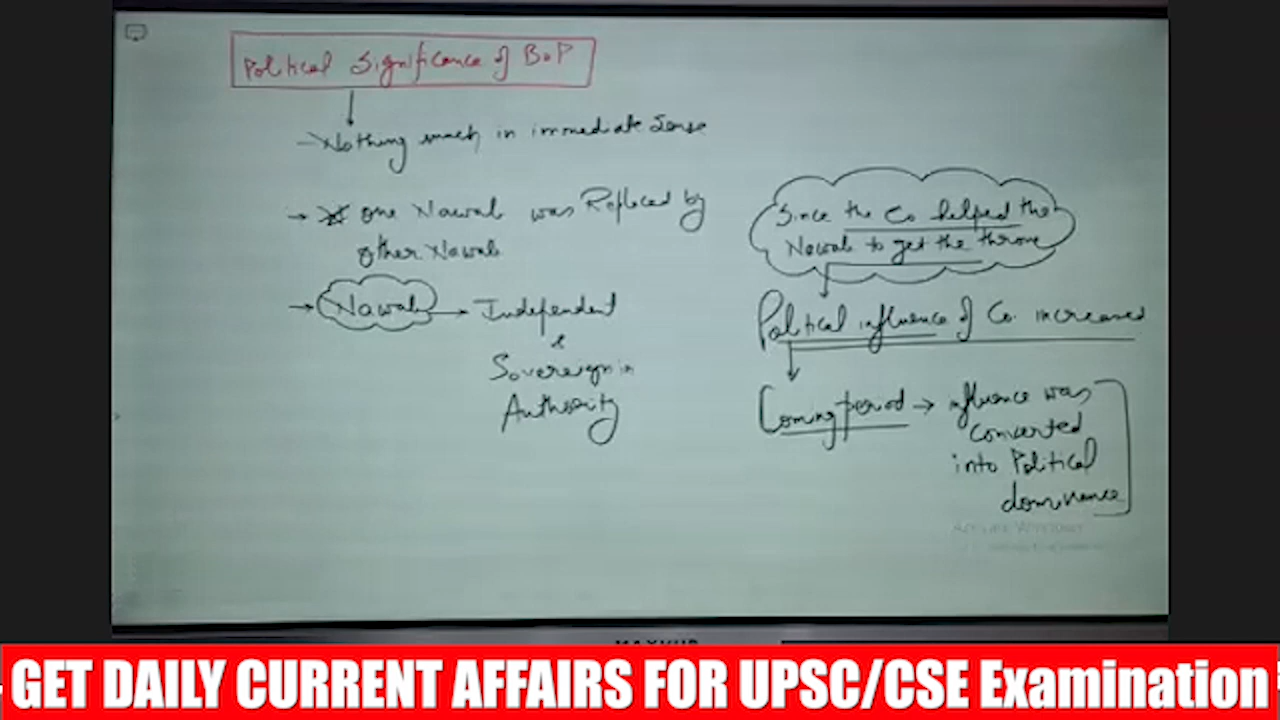 Political Significance of BoP
- Nothing much in immediate Sense
→ one Nawab was Replaced by
other Nawab
→ Nawab → Independent
&
Sovereign in
Authority
Since the Co helped the
Nawab to get the throne
Political influence of Co. increased
Coming period → influence was
converted
into Political
dominance
Activate Windows
GET DAILY CURRENT AFFAIRS FOR UPSC/CSE Examination